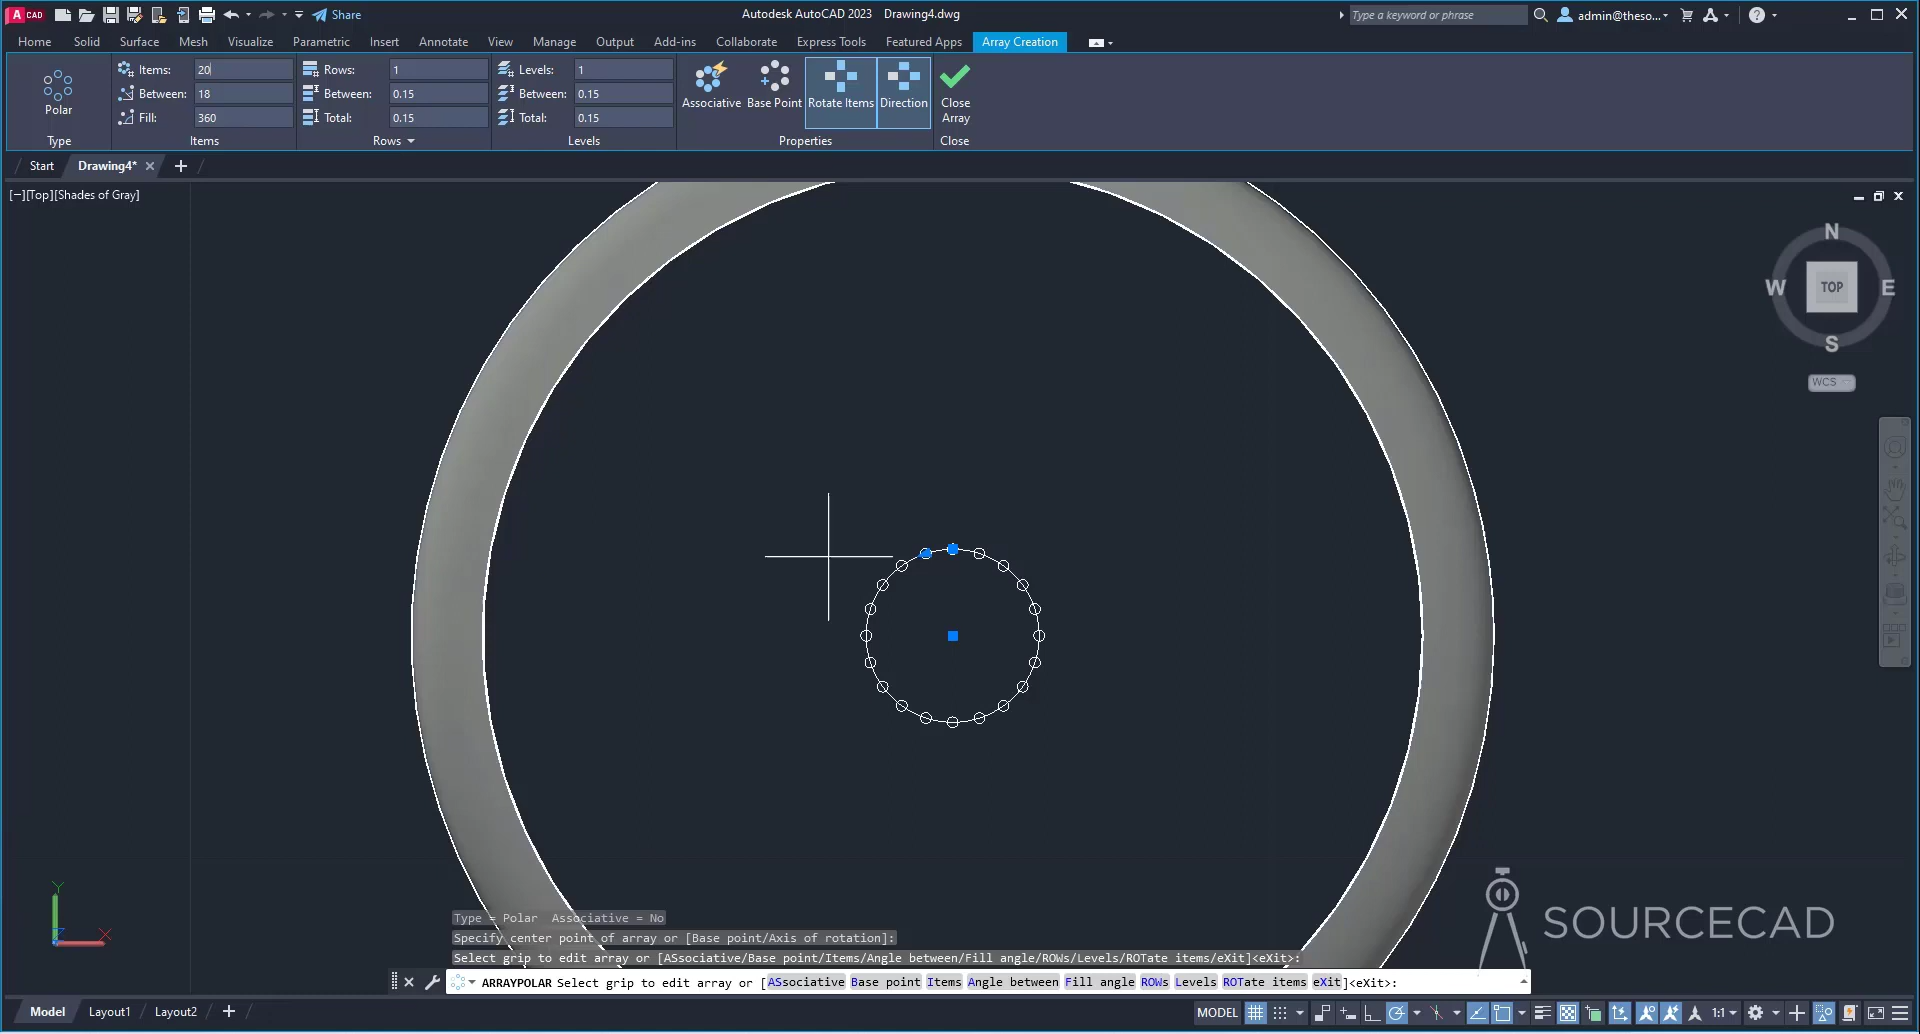 A CAD
Share
Autodesk AutoCAD 2023 Drawing4.dwg
Type a keyword or phrase
admin@theso...
Home Solid Surface Mesh Visualize Parametric Insert Annotate View Manage Output Add-ins Collaborate Express Tools Featured Apps Array Creation
Items: 20 Rows: 1 Levels: 1
Between: 18 Between: 0.15 Between: 0.15
Fill: 360 Total: 0.15 Total: 0.15
Polar
Associative Base Point Rotate Items Direction Close Array
Type Items Rows Levels Properties Close
Start Drawing4*
[−][Top][Shades of Gray]
N
W TOP E
S
WCS
Y
X
Z
SOURCECAD
Type = Polar Associative = No
Specify center point of array or [Base point/Axis of rotation]:
Select grip to edit array or [ASsociative/Base point/Items/Angle between/Fill angle/ROWs/Levels/ROTate items/eXit]<eXit>:
ARRAYPOLAR Select grip to edit array or [ASsociative Base point Items Angle between Fill angle ROWs Levels ROTate items eXit]<eXit>:
Model Layout1 Layout2
MODEL 1:1